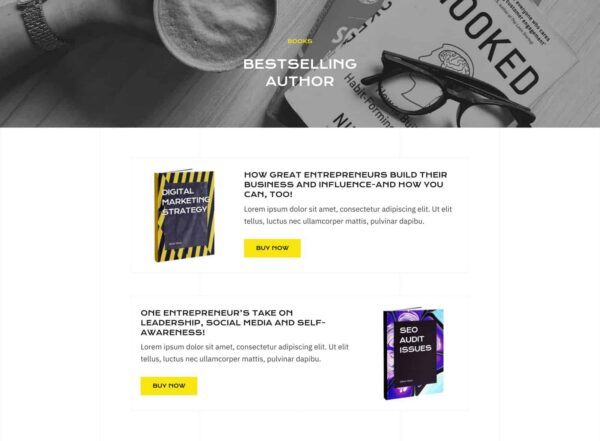 BOOKS
BESTSELLING
AUTHOR
HOOKED
Habit-Forming
DIGITAL
MARKETING
STRATEGY
HOW GREAT ENTREPRENEURS BUILD THEIR
BUSINESS AND INFLUENCE-AND HOW YOU
CAN, TOO!
Lorem ipsum dolor sit amet, consectetur adipiscing elit. Ut elit
tellus, luctus nec ullamcorper mattis, pulvinar dapibu.
BUY NOW
ONE ENTREPRENEUR'S TAKE ON
LEADERSHIP, SOCIAL MEDIA AND SELF-
AWARENESS!
Lorem ipsum dolor sit amet, consectetur adipiscing elit. Ut elit
tellus, luctus nec ullamcorper mattis, pulvinar dapibu.
BUY NOW
SEO
AUDIT
ISSUES